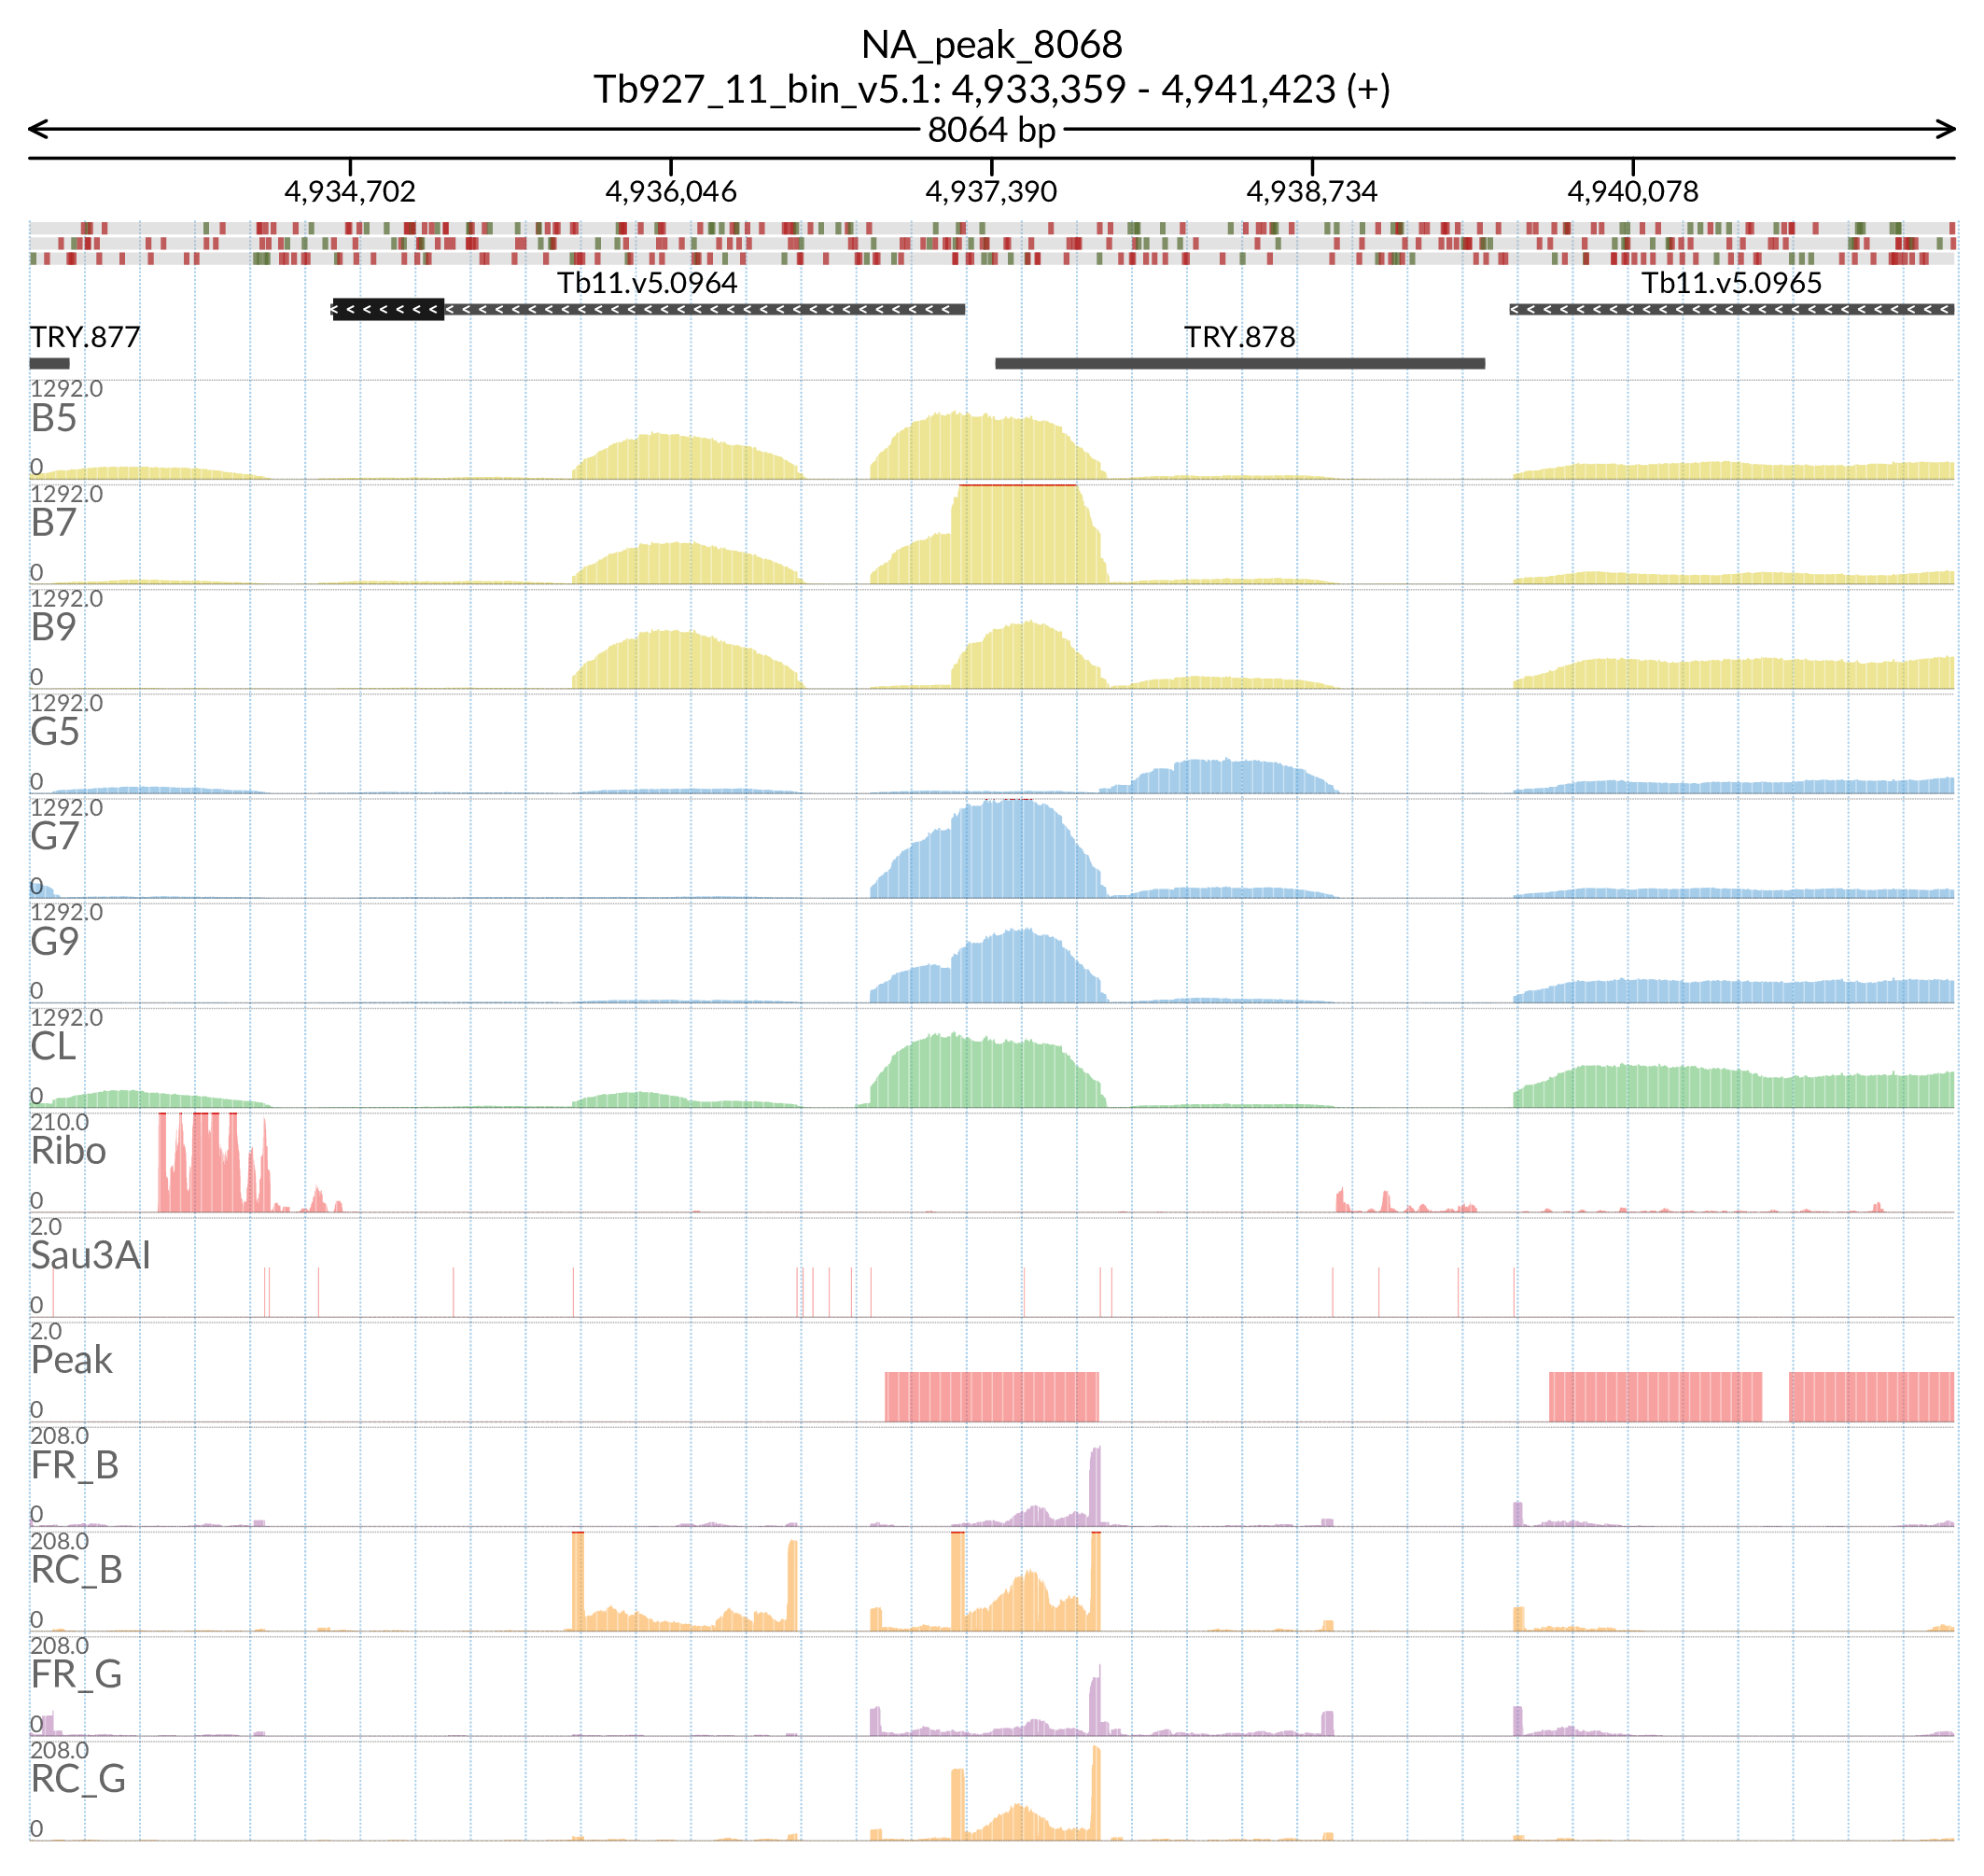 NA_peak_8068
Tb927_11_bin_v5.1: 4,933,359 - 4,941,423 (+)
8064 bp
4,934,702 4,936,046 4,937,390 4,938,734 4,940,078
Tb11.v5.0964 Tb11.v5.0965
TRY.877 TRY.878
1292.0
B5
0
1292.0
B7
0
1292.0
B9
0
1292.0
G5
0
1292.0
G7
0
1292.0
G9
0
1292.0
CL
0
210.0
Ribo
0
2.0
Sau3AI
0
2.0
Peak
0
208.0
FR_B
0
208.0
RC_B
0
208.0
FR_G
0
208.0
RC_G
0